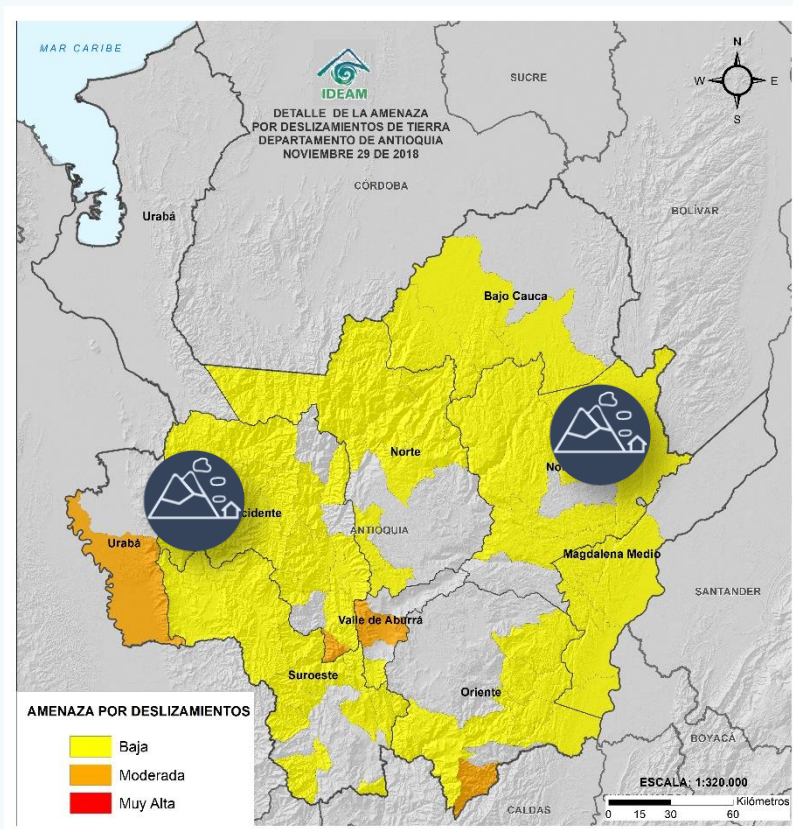 MAR CARIBE
IDEAM
DETALLE DE LA AMENAZA
POR DESLIZAMIENTOS DE TIERRA
DEPARTAMENTO DE ANTIOQUIA
NOVIEMBRE 29 DE 2018
N
W
E
S
SUCRE
CÓRDOBA
BOLÍVAR
Urabá
Bajo Cauca
Norte
No
cidente
ANTIOQUIA
Urabá
Magdalena Medio
SANTANDER
Valle de Aburrá
Suroeste
Oriente
BOYACÁ
CALDAS
AMENAZA POR DESLIZAMIENTOS
Baja
Moderada
Muy Alta
ESCALA: 1:320.000
Kilómetros
0 15 30 60